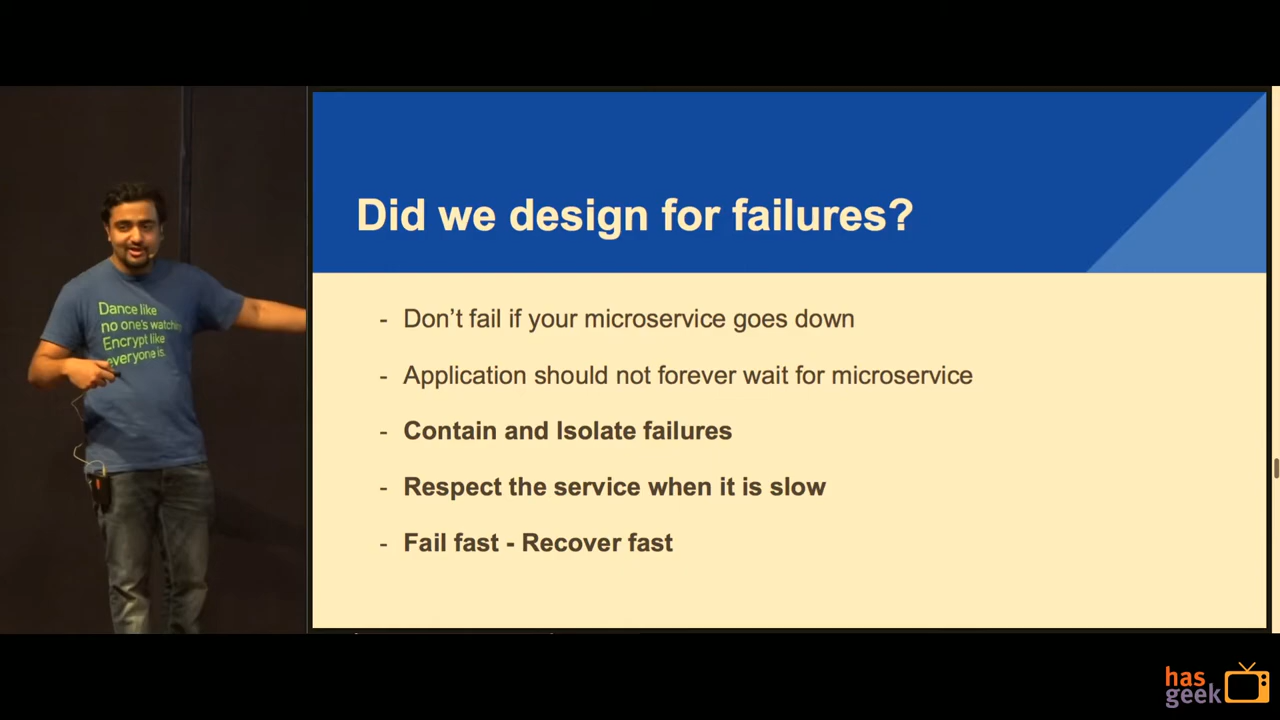 Did we design for failures?
- Don't fail if your microservice goes down
- Application should not forever wait for microservice
- Contain and Isolate failures
- Respect the service when it is slow
- Fail fast - Recover fast
Dance like
no one's watching
Encrypt like
everyone is.
has
geek